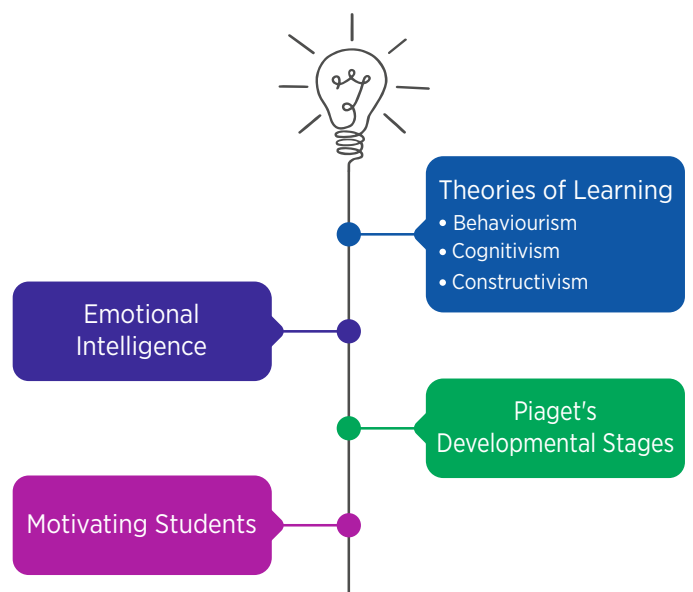 Theories of Learning
• Behaviourism
• Cognitivism
• Constructivism
Emotional
Intelligence
Piaget's
Developmental Stages
Motivating Students